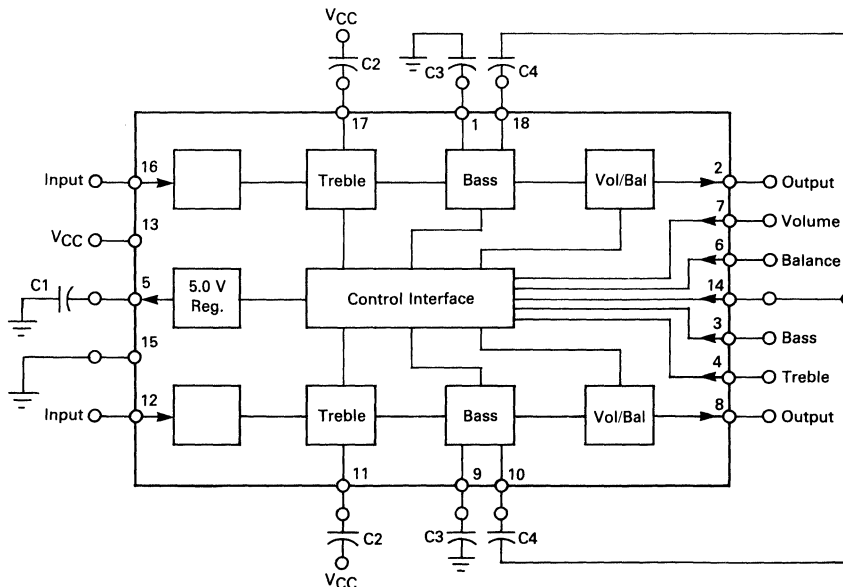 VCC
C2
C3
C4
17
1
18
16
Input
Treble
Bass
Vol/Bal
2
Output
7
Volume
13
VCC
6
Balance
C1
5
5.0 V
Reg.
Control Interface
14
15
3
Bass
4
Treble
12
Input
Treble
Bass
Vol/Bal
8
Output
11
9
10
C2
C3
C4
VCC